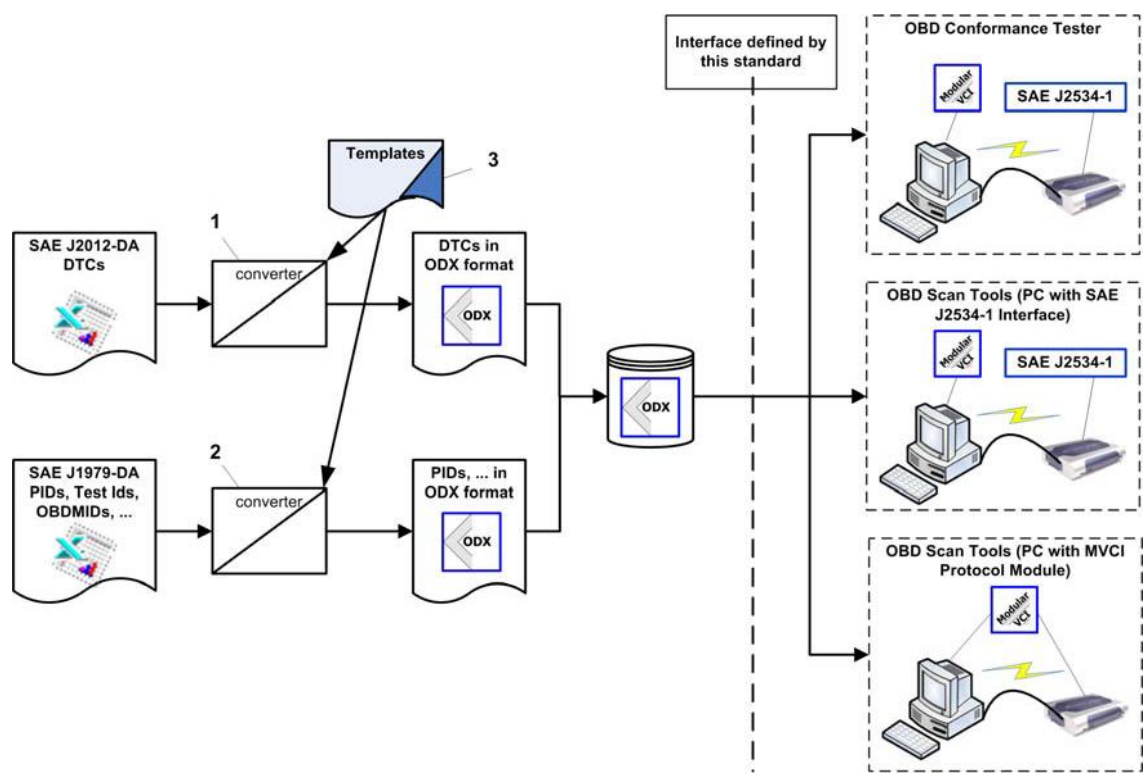 Interface defined by
this standard
OBD Conformance Tester
Modular
VCI
SAE J2534-1
Templates
3
1
SAE J2012-DA
DTCs
converter
DTCs in
ODX format
ODX
OBD Scan Tools (PC with SAE
J2534-1 Interface)
Modular
VCI
SAE J2534-1
ODX
2
SAE J1979-DA
PIDs, Test Ids,
OBDMIDs, ...
converter
PIDs, ... in
ODX format
ODX
OBD Scan Tools (PC with MVCI
Protocol Module)
Modular
VCI